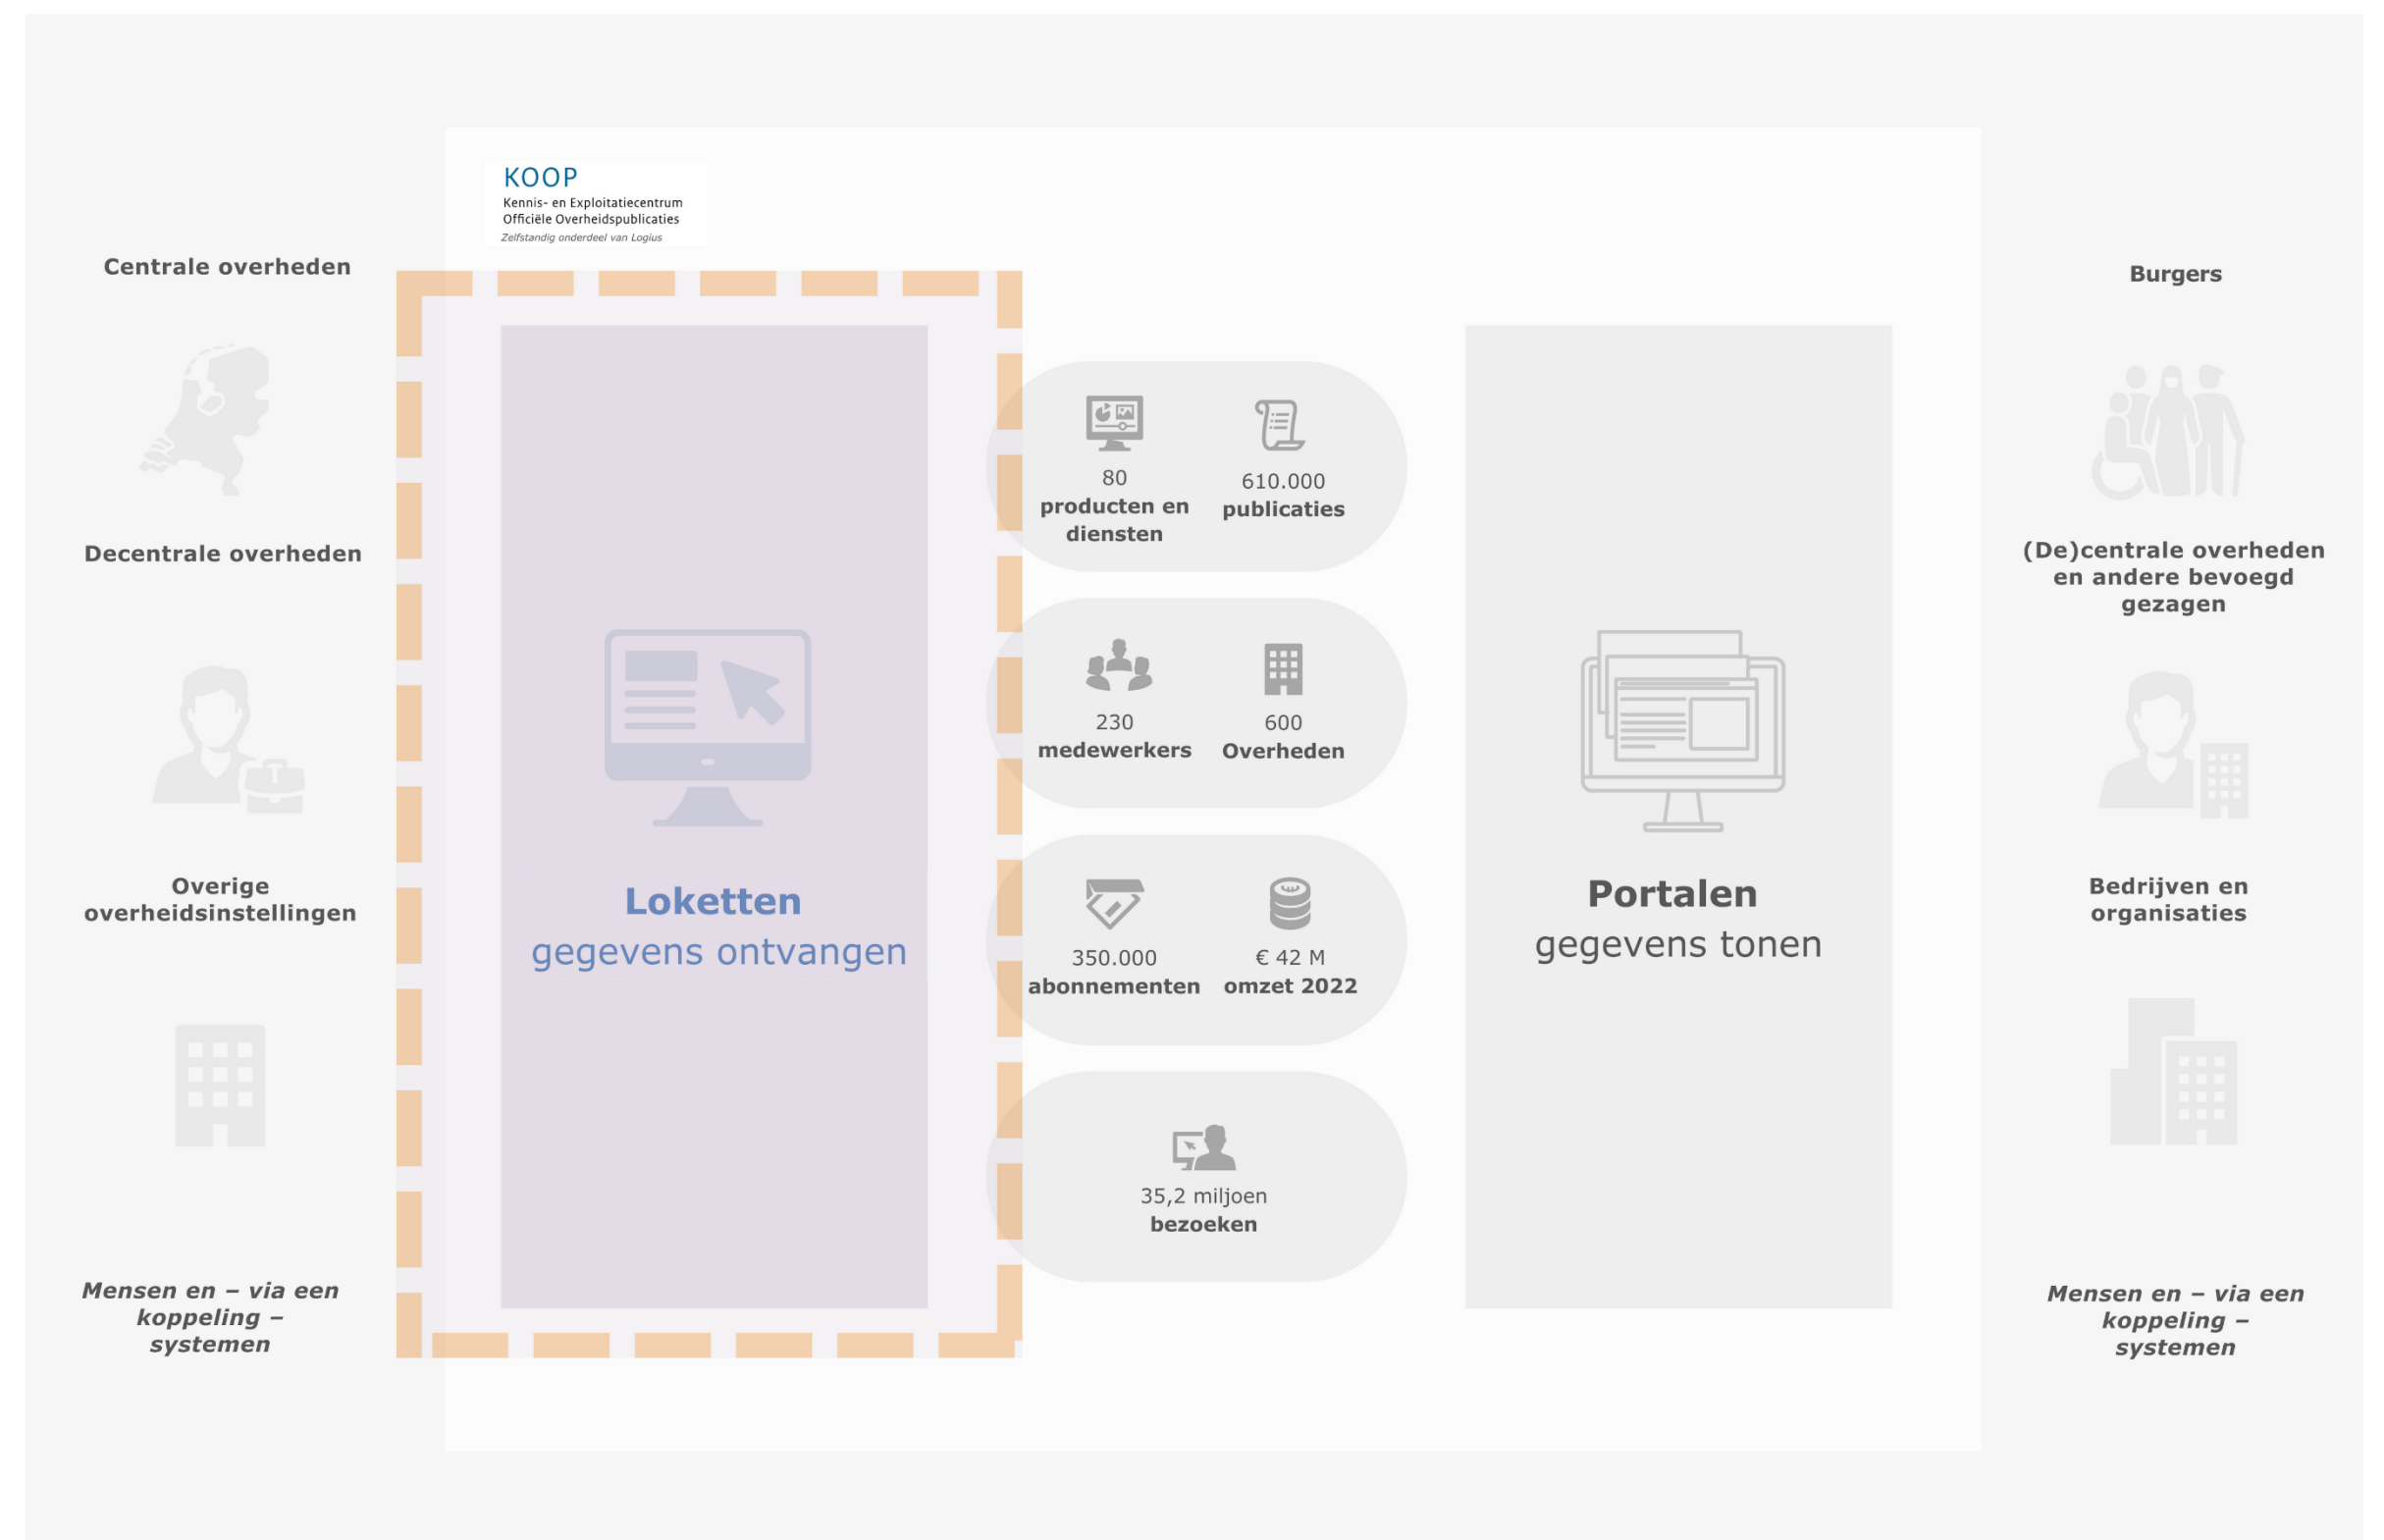 KOOP
Kennis- en Exploitatiecentrum
Officiële Overheidspublicaties
Zelfstandig onderdeel van Logius
Centrale overheden
Decentrale overheden
Overige
overheidsinstellingen
Mensen en – via een
koppeling –
systemen
Loketten
gegevens ontvangen
80
producten en
diensten
610.000
publicaties
230
medewerkers
600
Overheden
350.000
abonnementen
€ 42 M
omzet 2022
35,2 miljoen
bezoeken
Portalen
gegevens tonen
Burgers
(De)centrale overheden
en andere bevoegd
gezagen
Bedrijven en
organisaties
Mensen en – via een
koppeling –
systemen